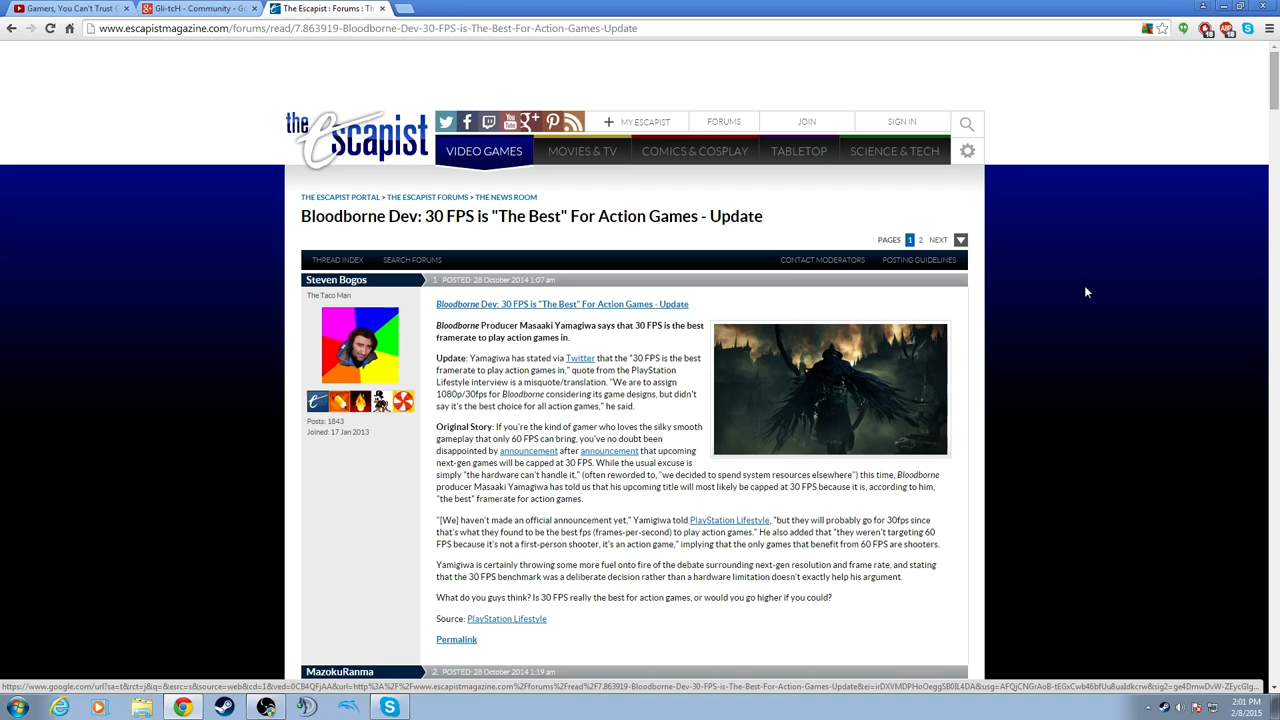 Gamers, You Can't Trust
Gli-tcH - Community - Go
The Escapist : Forums : T
www.escapistmagazine.com/forums/read/7.863919-Bloodborne-Dev-30-FPS-is-The-Best-For-Action-Games-Update
the escapist
MY ESCAPIST
FORUMS
JOIN
SIGN IN
VIDEO GAMES
MOVIES & TV
COMICS & COSPLAY
TABLETOP
SCIENCE & TECH
THE ESCAPIST PORTAL > THE ESCAPIST FORUMS > THE NEWS ROOM
Bloodborne Dev: 30 FPS is "The Best" For Action Games - Update
PAGES 1 2 NEXT
THREAD INDEX
SEARCH FORUMS
CONTACT MODERATORS
POSTING GUIDELINES
Steven Bogos
1 POSTED: 28 October 2014 1:07 am
The Taco Man
Posts: 1843
Joined: 17 Jan 2013
Bloodborne Dev: 30 FPS is "The Best" For Action Games - Update
Bloodborne Producer Masaaki Yamagiwa says that 30 FPS is the best
framerate to play action games in.
Update: Yamagiwa has stated via Twitter that the "30 FPS is the best
framerate to play action games in," quote from the PlayStation
Lifestyle interview is a misquote/translation. "We are to assign
1080p/30fps for Bloodborne considering its game designs, but didn't
say it's the best choice for all action games," he said.
Original Story: If you're the kind of gamer who loves the silky smooth
gameplay that only 60 FPS can bring, you've no doubt been
disappointed by announcement after announcement that upcoming
next-gen games will be capped at 30 FPS. While the usual excuse is
simply "the hardware can't handle it," (often reworded to, "we decided to spend system resources elsewhere") this time, Bloodborne
producer Masaaki Yamagiwa has told us that his upcoming title will most likely be capped at 30 FPS because it is, according to him,
"the best" framerate for action games.
"[We] haven't made an official announcement yet," Yamigiwa told PlayStation Lifestyle, "but they will probably go for 30fps since
that's what they found to be the best fps (frames-per-second) to play action games." He also added that "they weren't targeting 60
FPS because it's not a first-person shooter, it's an action game," implying that the only games that benefit from 60 FPS are shooters.
Yamigiwa is certainly throwing some more fuel onto fire of the debate surrounding next-gen resolution and frame rate, and stating
that the 30 FPS benchmark was a deliberate decision rather than a hardware limitation doesn't exactly help his argument.
What do you guys think? Is 30 FPS really the best for action games, or would you go higher if you could?
Source: PlayStation Lifestyle
Permalink
MazokuRanma
2 POSTED: 28 October 2014 1:19 am
2:01 PM
2/8/2015